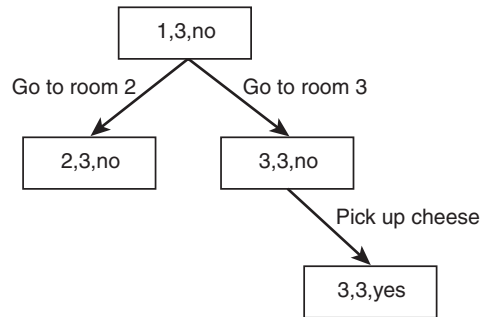 1,3,no
Go to room 2
Go to room 3
2,3,no
3,3,no
Pick up cheese
3,3,yes